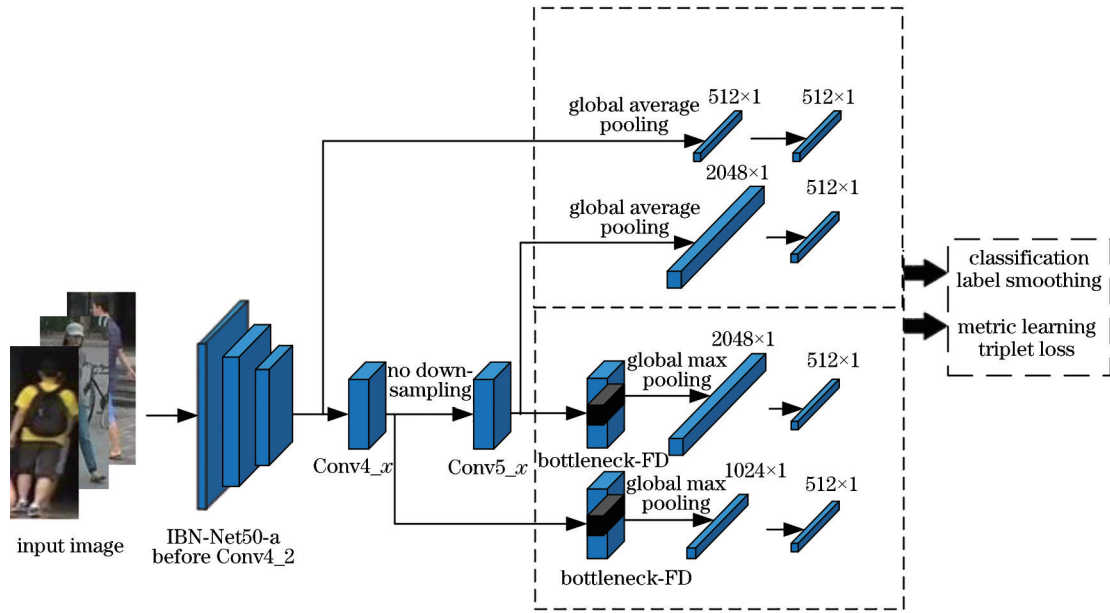 512×1
512×1
global average
pooling
2048×1
512×1
global average
pooling
classification
label smoothing
metric learning
triplet loss
no down-
sampling
global max
pooling
2048×1
512×1
Conv4_x
Conv5_x
bottleneck-FD
global max
pooling
1024×1
512×1
bottleneck-FD
input image
IBN-Net50-a
before Conv4_2